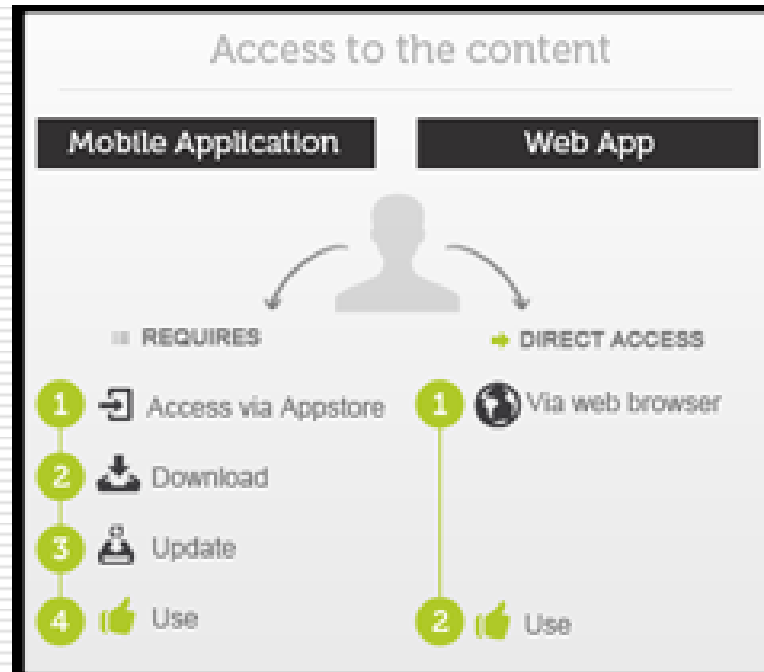 Access to the content
Mobile Application
Web App
REQUIRES
DIRECT ACCESS
1 Access via Appstore
2 Download
3 Update
4 Use
1 Via web browser
2 Use